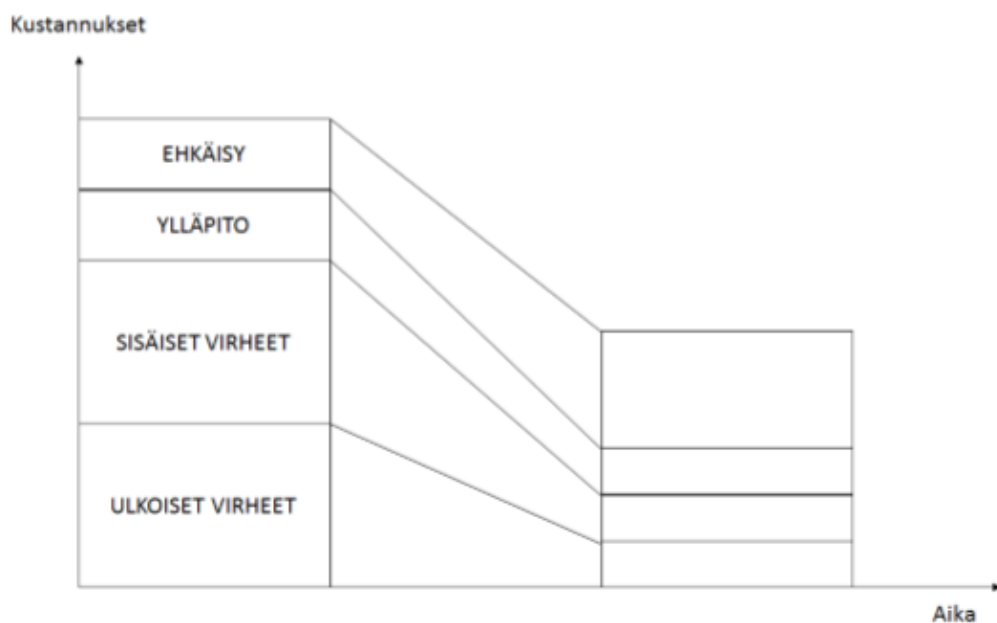 Kustannukset
EHKÄISY
YLLÄPITO
SISÄISET VIRHEET
ULKOISET VIRHEET
Aika